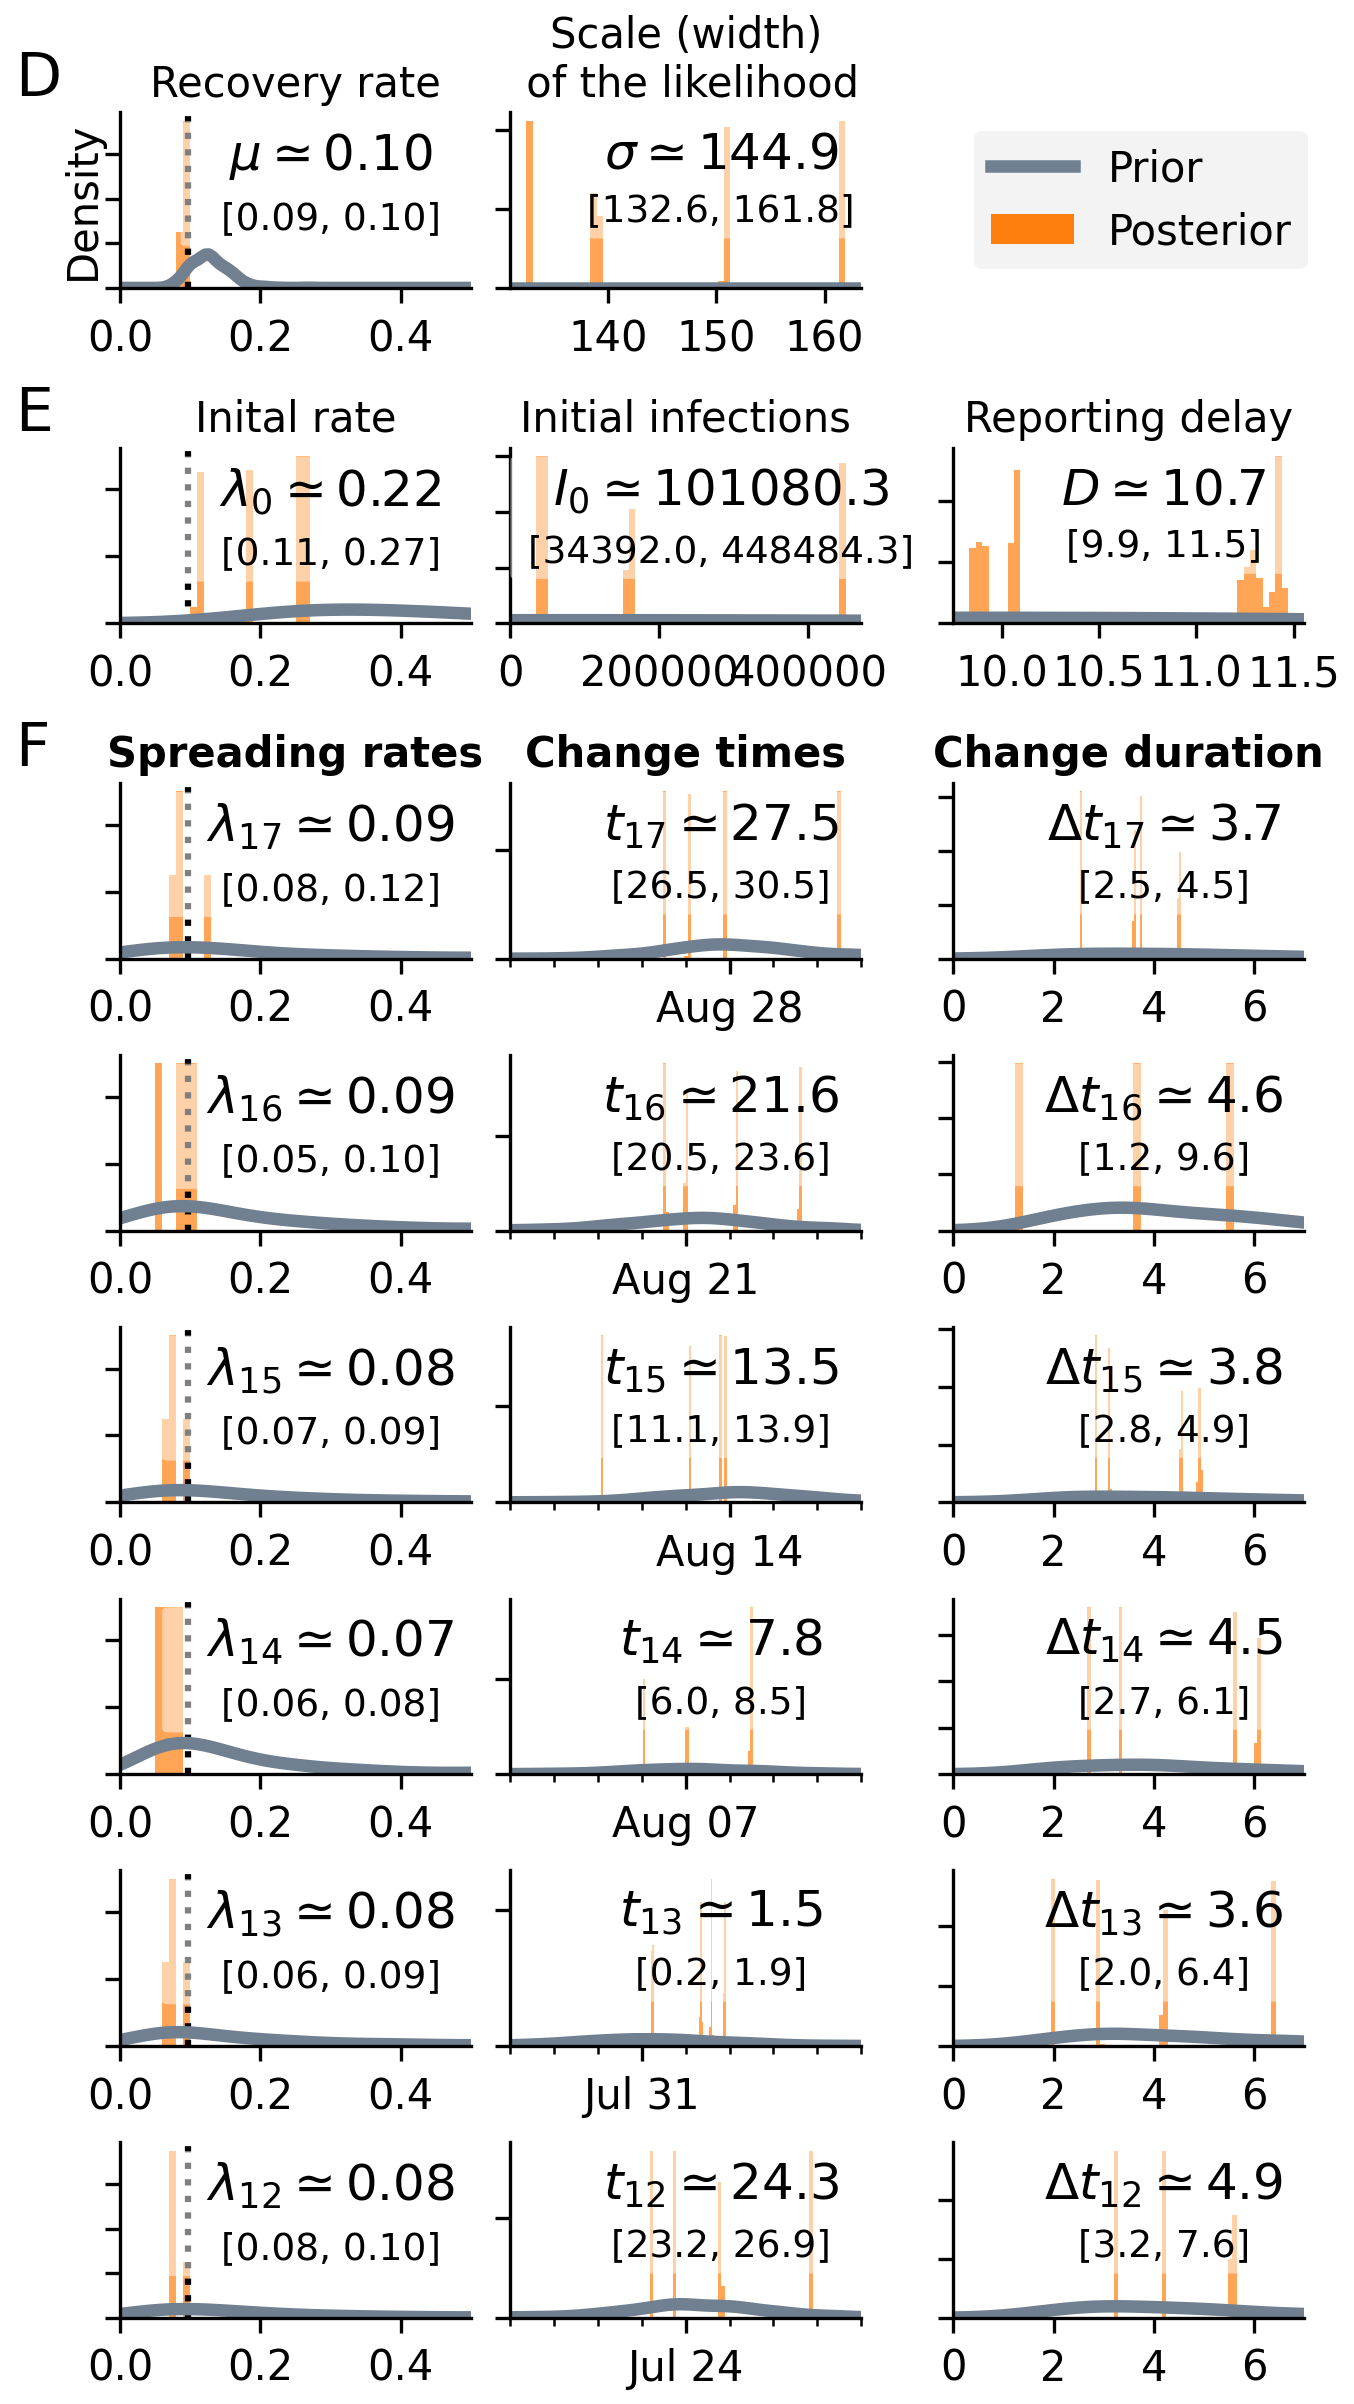 D
Recovery rate
Scale (width)
of the likelihood
Density
μ ≃ 0.10
[0.09, 0.10]
σ ≃ 144.9
[132.6, 161.8]
Prior
Posterior
0.0 0.2 0.4
140 150 160
E
Inital rate
Initial infections
Reporting delay
λ0 ≃ 0.22
[0.11, 0.27]
I0 ≃ 101080.3
[34392.0, 448484.3]
D ≃ 10.7
[9.9, 11.5]
0.0 0.2 0.4
0 200000 400000
10.0 10.5 11.0 11.5
F
Spreading rates
Change times
Change duration
λ17 ≃ 0.09
[0.08, 0.12]
t17 ≃ 27.5
[26.5, 30.5]
Δt17 ≃ 3.7
[2.5, 4.5]
0.0 0.2 0.4
Aug 28
0 2 4 6
λ16 ≃ 0.09
[0.05, 0.10]
t16 ≃ 21.6
[20.5, 23.6]
Δt16 ≃ 4.6
[1.2, 9.6]
0.0 0.2 0.4
Aug 21
0 2 4 6
λ15 ≃ 0.08
[0.07, 0.09]
t15 ≃ 13.5
[11.1, 13.9]
Δt15 ≃ 3.8
[2.8, 4.9]
0.0 0.2 0.4
Aug 14
0 2 4 6
λ14 ≃ 0.07
[0.06, 0.08]
t14 ≃ 7.8
[6.0, 8.5]
Δt14 ≃ 4.5
[2.7, 6.1]
0.0 0.2 0.4
Aug 07
0 2 4 6
λ13 ≃ 0.08
[0.06, 0.09]
t13 ≃ 1.5
[0.2, 1.9]
Δt13 ≃ 3.6
[2.0, 6.4]
0.0 0.2 0.4
Jul 31
0 2 4 6
λ12 ≃ 0.08
[0.08, 0.10]
t12 ≃ 24.3
[23.2, 26.9]
Δt12 ≃ 4.9
[3.2, 7.6]
0.0 0.2 0.4
Jul 24
0 2 4 6